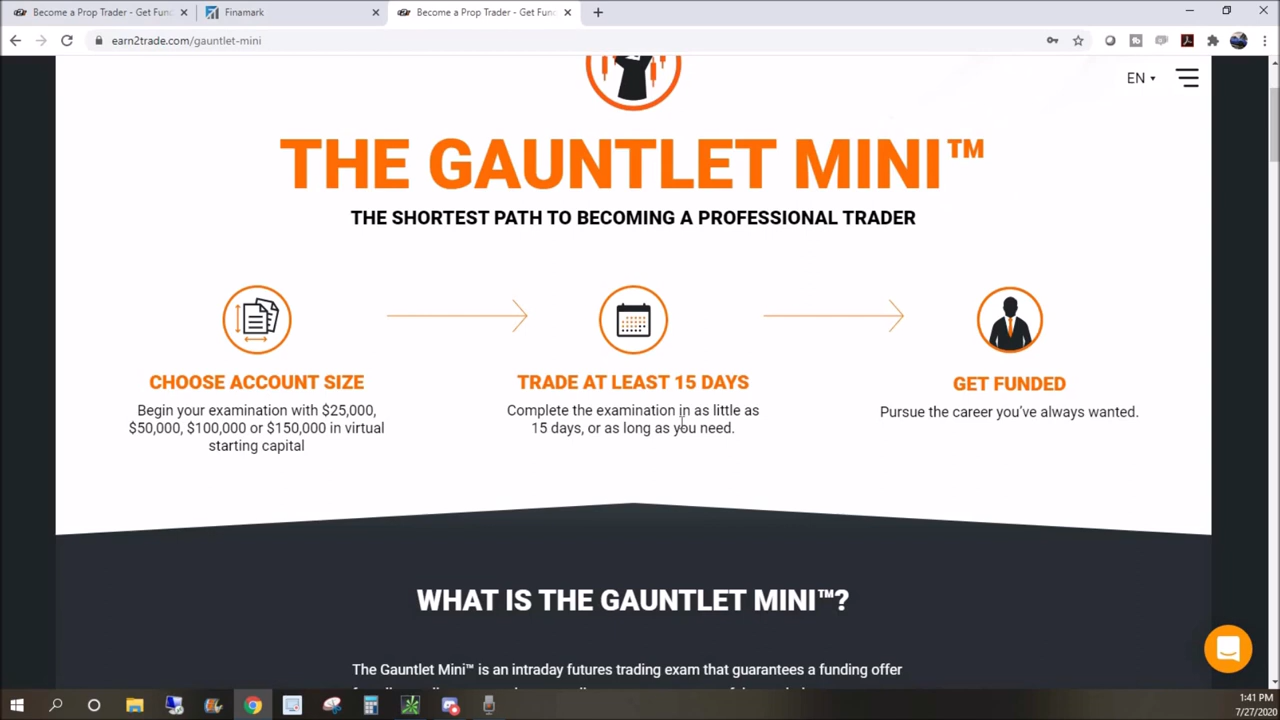 Become a Prop Trader - Get Fun
Finamark
Become a Prop Trader - Get Fun
earn2trade.com/gauntlet-mini
EN
THE GAUNTLET MINI™
THE SHORTEST PATH TO BECOMING A PROFESSIONAL TRADER
CHOOSE ACCOUNT SIZE
Begin your examination with $25,000,
$50,000, $100,000 or $150,000 in virtual
starting capital
TRADE AT LEAST 15 DAYS
Complete the examination in as little as
15 days, or as long as you need.
GET FUNDED
Pursue the career you've always wanted.
WHAT IS THE GAUNTLET MINI™?
The Gauntlet Mini™ is an intraday futures trading exam that guarantees a funding offer
1:41 PM
7/27/2020